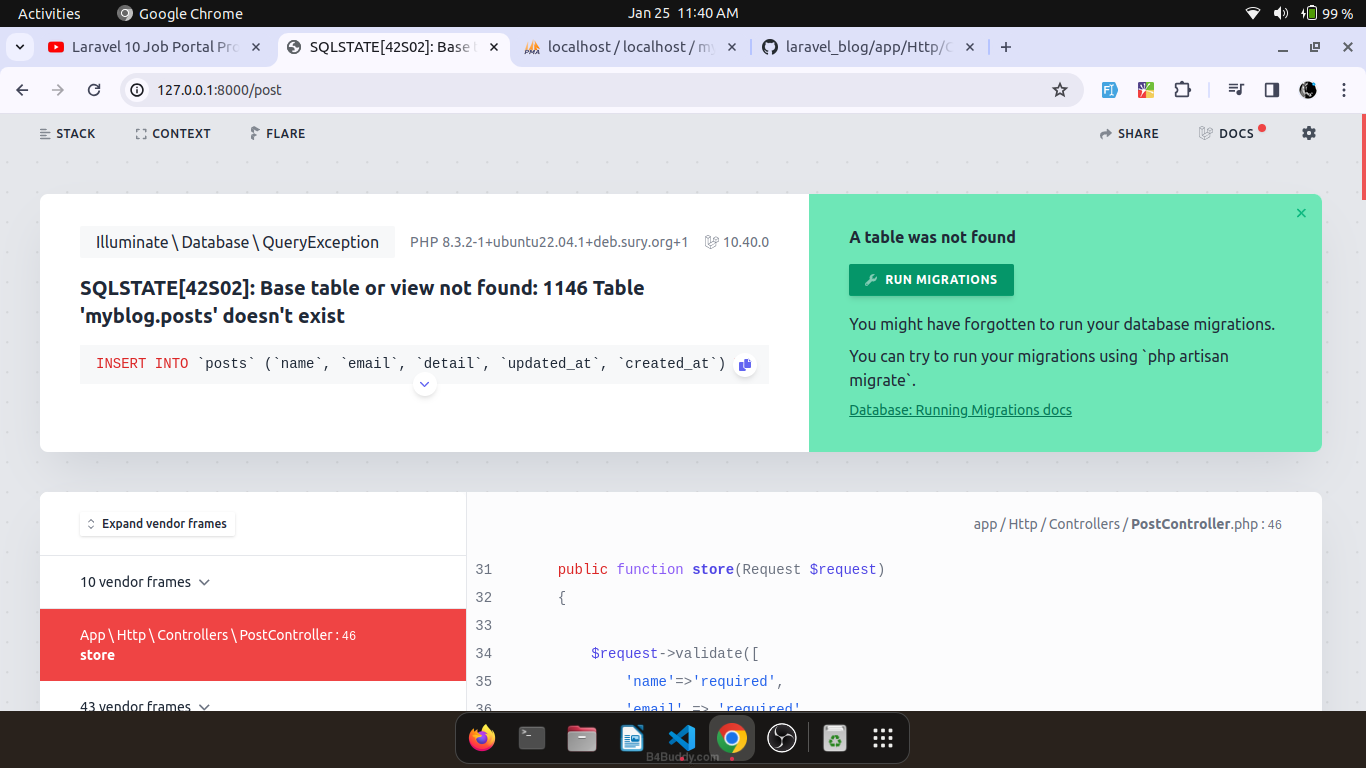 Activities
Google Chrome
Jan 25 11:40 AM
99 %
Laravel 10 Job Portal Pro
SQLSTATE[42S02]: Base t
localhost / localhost / my
laravel_blog/app/Http/C
127.0.0.1:8000/post
STACK
CONTEXT
FLARE
SHARE
DOCS
Illuminate \ Database \ QueryException
PHP 8.3.2-1+ubuntu22.04.1+deb.sury.org+1
10.40.0
SQLSTATE[42S02]: Base table or view not found: 1146 Table
'myblog.posts' doesn't exist
INSERT INTO `posts` (`name`, `email`, `detail`, `updated_at`, `created_at`)
A table was not found
RUN MIGRATIONS
You might have forgotten to run your database migrations.
You can try to run your migrations using `php artisan
migrate`.
Database: Running Migrations docs
Expand vendor frames
10 vendor frames
App \ Http \ Controllers \ PostController : 46
store
43 vendor frames
app / Http / Controllers / PostController.php : 46
31 public function store(Request $request)
32 {
33
34 $request->validate([
35 'name'=>'required',
36 'email' => 'required'
B4Buddy.com